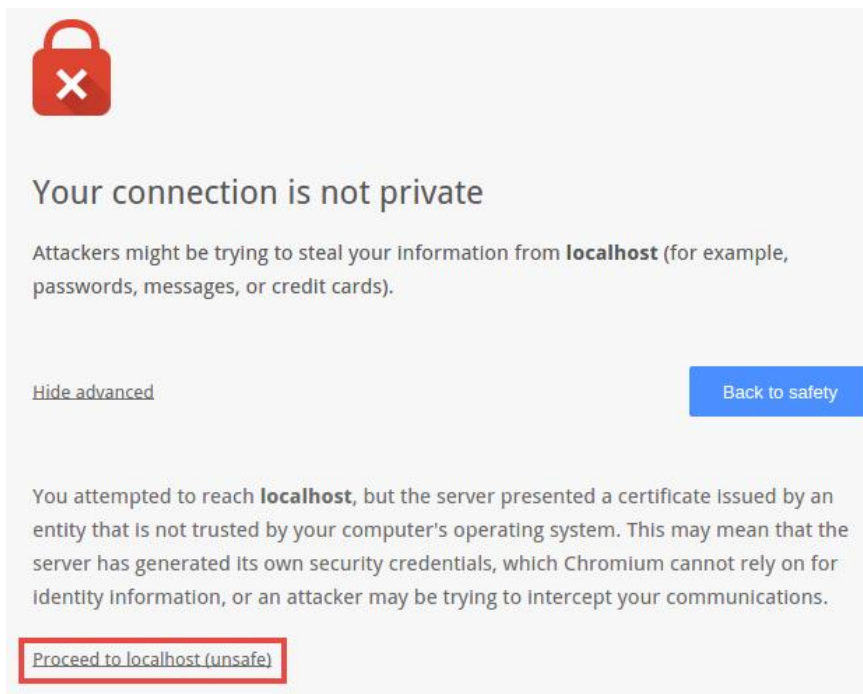 Your connection is not private
Attackers might be trying to steal your information from localhost (for example,
passwords, messages, or credit cards).
Hide advanced
Back to safety
You attempted to reach localhost, but the server presented a certificate issued by an
entity that is not trusted by your computer's operating system. This may mean that the
server has generated its own security credentials, which Chromium cannot rely on for
identity information, or an attacker may be trying to intercept your communications.
Proceed to localhost (unsafe)